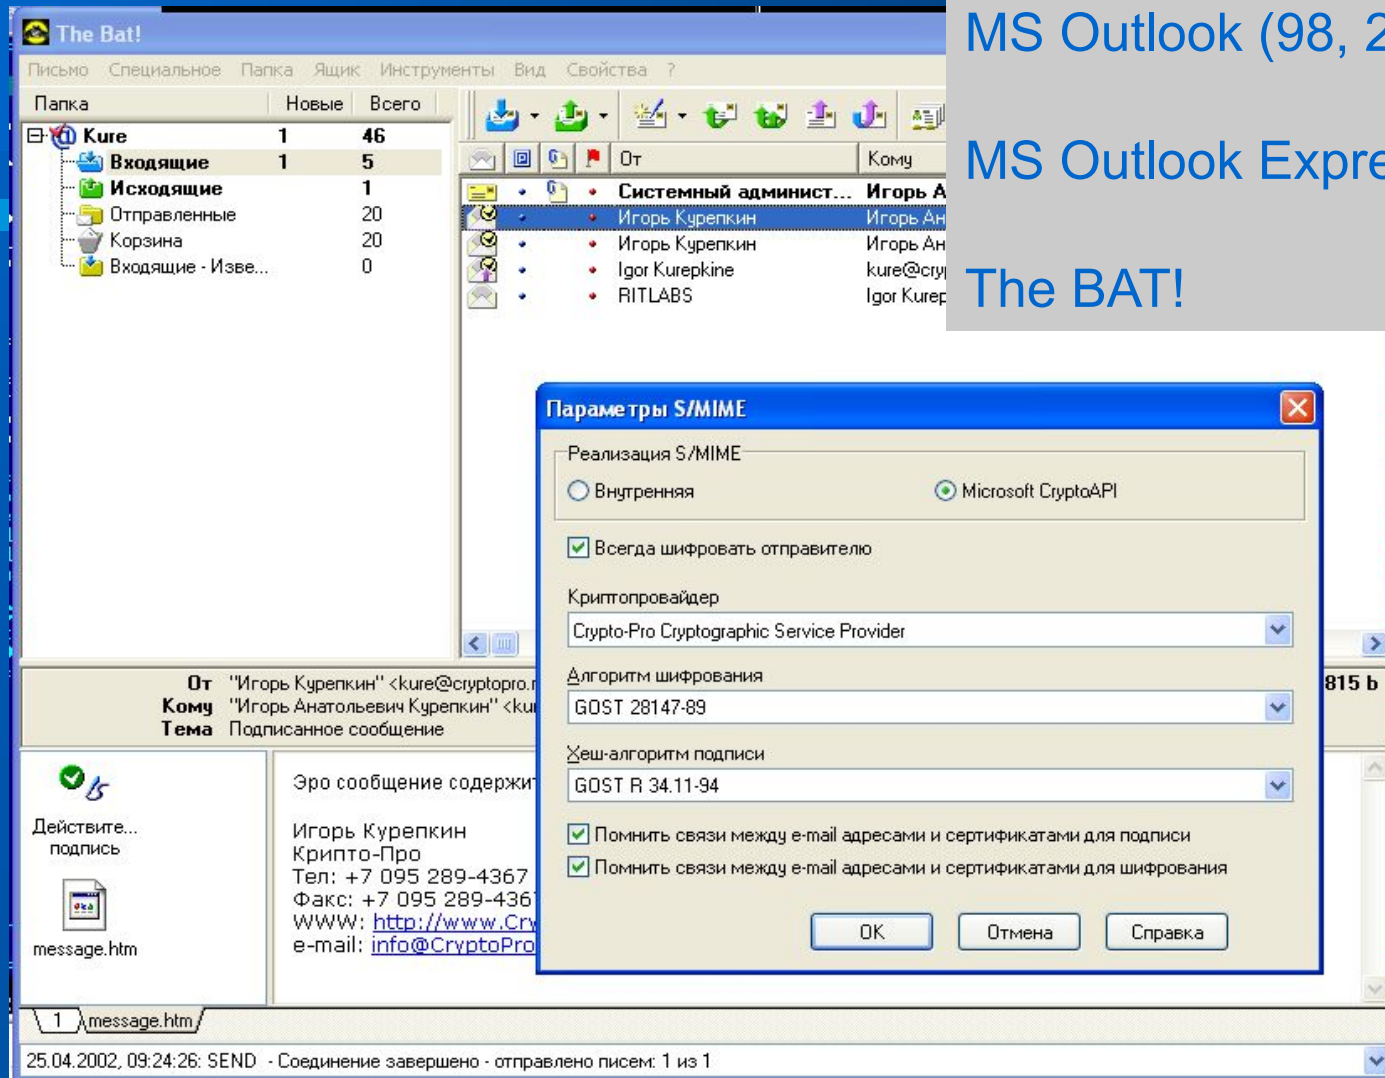 MS Outlook (98, 2
MS Outlook Expre
The BAT!
The Bat!
Письмо Специальное Папка Ящик Инструменты Вид Свойства ?
Папка Новые Всего
Kure 1 46
Входящие 1 5
Исходящие 1
Отправленные 20
Корзина 20
Входящие - Изве... 0
От Кому
Системный админист... Игорь А
Игорь Курепкин Игорь Ан
Игорь Курепкин Игорь Ан
Igor Kurepkine kure@cry
RITLABS Igor Kurep
Параметры S/MIME
Реализация S/MIME
Внутренняя Microsoft CryptoAPI
Всегда шифровать отправителю
Криптопровайдер
Crypto-Pro Cryptographic Service Provider
Алгоритм шифрования
GOST 28147-89
Хеш-алгоритм подписи
GOST R 34.11-94
Помнить связи между e-mail адресами и сертификатами для подписи
Помнить связи между e-mail адресами и сертификатами для шифрования
OK Отмена Справка
От "Игорь Курепкин" <kure@cryptopro.r 815 b
Кому "Игорь Анатольевич Курепкин" <kur
Тема Подписанное сообщение
Действите...
подпись
message.htm
Эро сообщение содержит
Игорь Курепкин
Крипто-Про
Тел: +7 095 289-4367
Факс: +7 095 289-436
WWW: http://www.Cry
e-mail: info@CryptoPro
1 message.htm
25.04.2002, 09:24:26: SEND - Соединение завершено - отправлено писем: 1 из 1